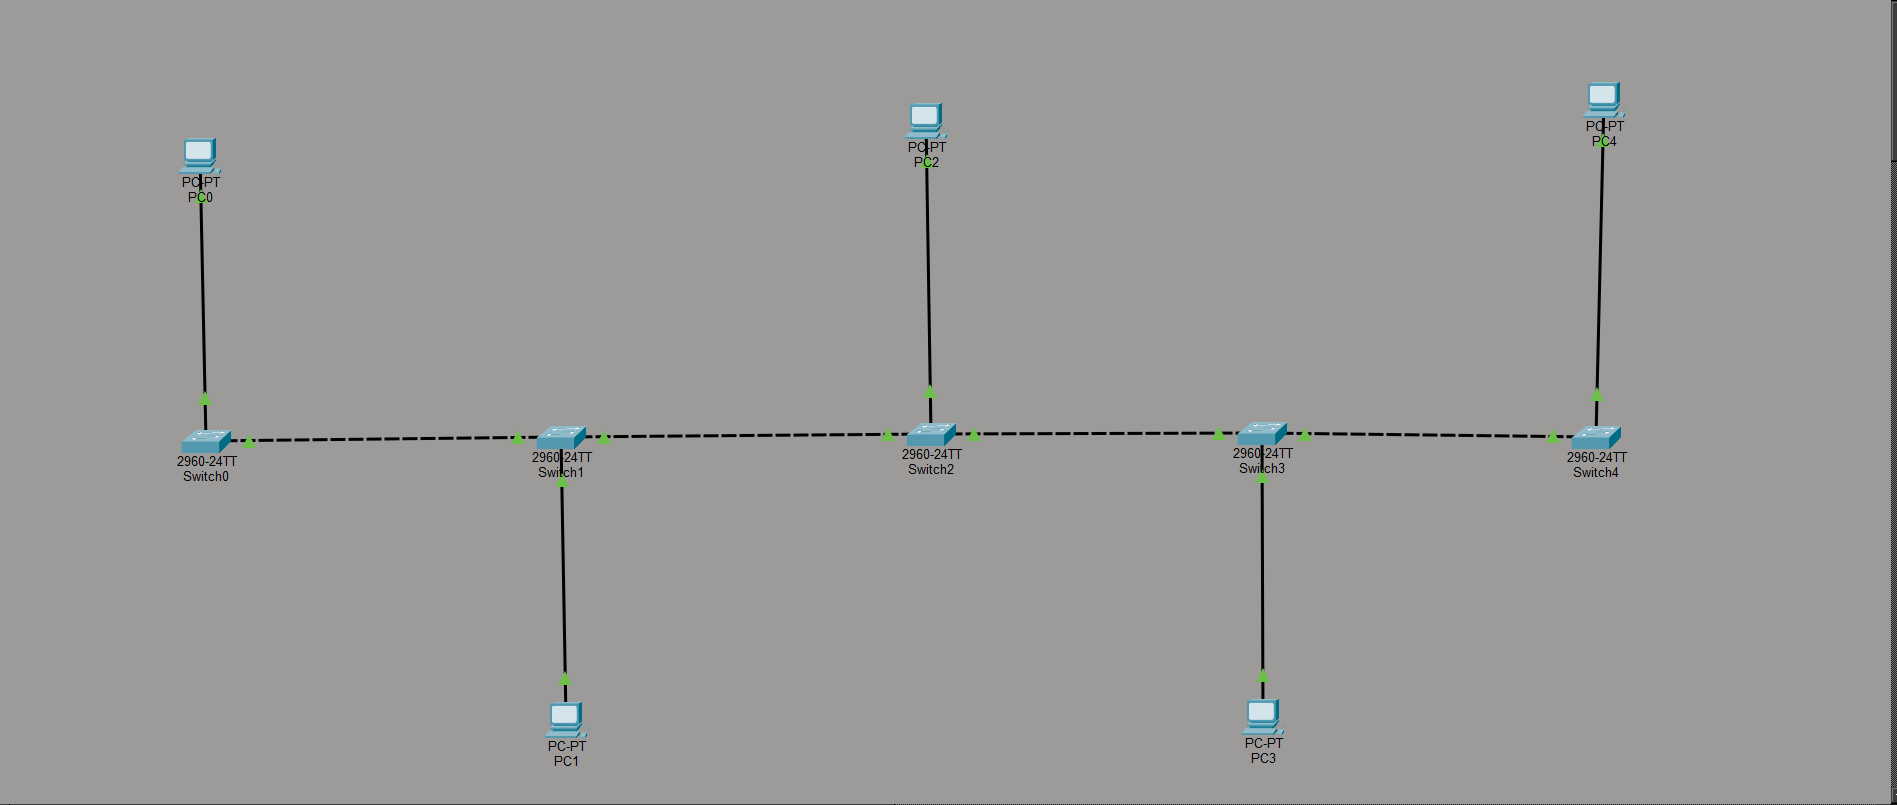 PC-PT
PC0
PC-PT
PC2
PC-PT
PC4
2960-24TT
Switch0
2960-24TT
Switch1
2960-24TT
Switch2
2960-24TT
Switch3
2960-24TT
Switch4
PC-PT
PC1
PC-PT
PC3